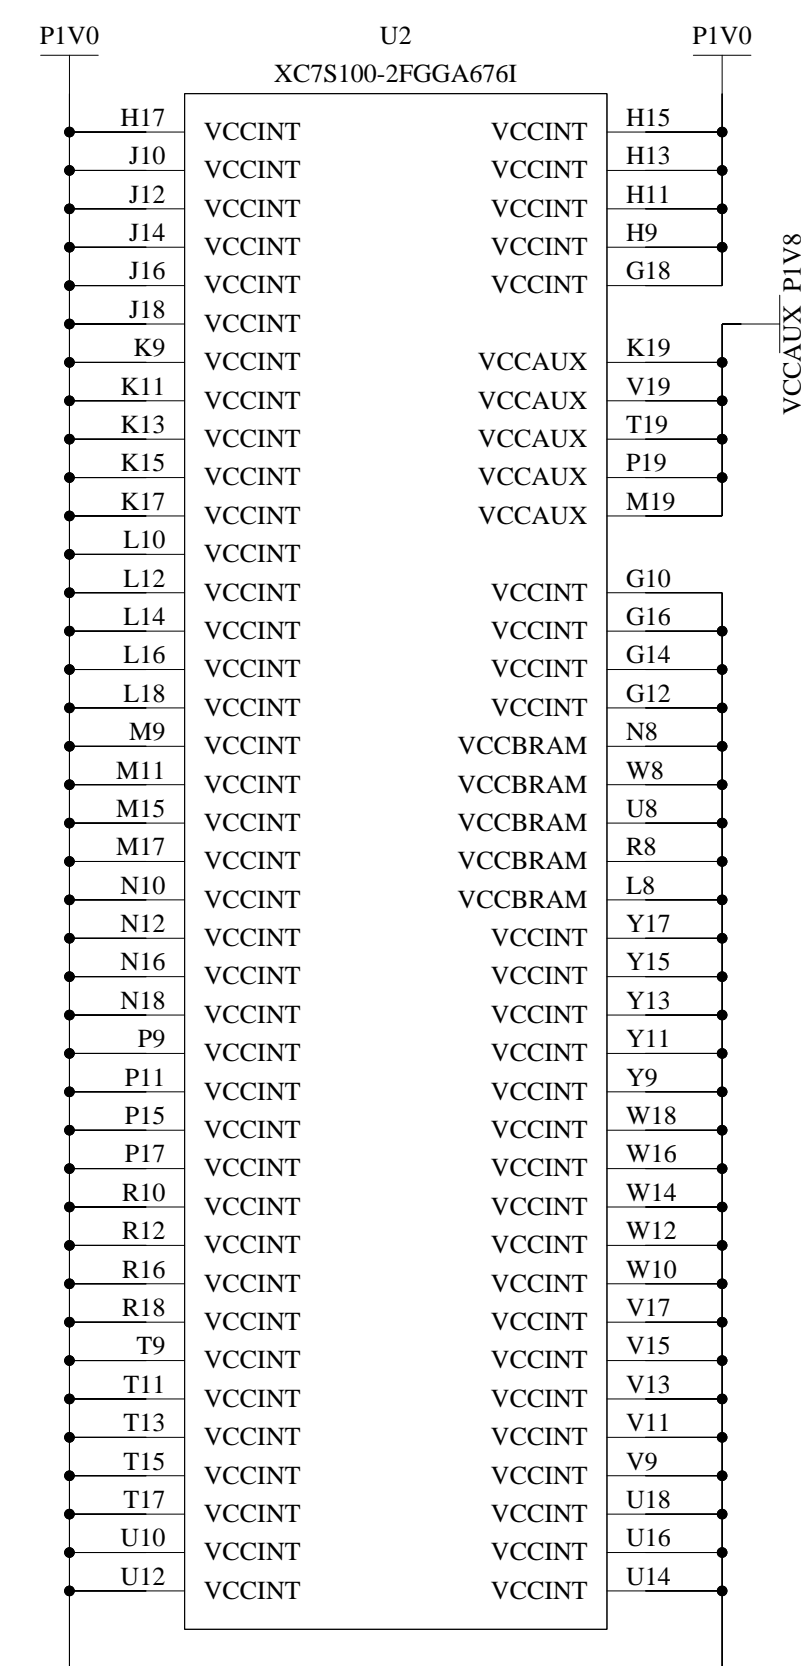 P1V0 U2 P1V0
XC7S100-2FGGA676I
H17 VCCINT VCCINT H15
J10 VCCINT VCCINT H13
J12 VCCINT VCCINT H11
J14 VCCINT VCCINT H9
J16 VCCINT VCCINT G18
J18 VCCINT
VCCAUX_P1V8
K9 VCCINT VCCAUX K19
K11 VCCINT VCCAUX V19
K13 VCCINT VCCAUX T19
K15 VCCINT VCCAUX P19
K17 VCCINT VCCAUX M19
L10 VCCINT
L12 VCCINT VCCINT G10
L14 VCCINT VCCINT G16
L16 VCCINT VCCINT G14
L18 VCCINT VCCINT G12
M9 VCCINT VCCBRAM N8
M11 VCCINT VCCBRAM W8
M15 VCCINT VCCBRAM U8
M17 VCCINT VCCBRAM R8
N10 VCCINT VCCBRAM L8
N12 VCCINT VCCINT Y17
N16 VCCINT VCCINT Y15
N18 VCCINT VCCINT Y13
P9 VCCINT VCCINT Y11
P11 VCCINT VCCINT Y9
P15 VCCINT VCCINT W18
P17 VCCINT VCCINT W16
R10 VCCINT VCCINT W14
R12 VCCINT VCCINT W12
R16 VCCINT VCCINT W10
R18 VCCINT VCCINT V17
T9 VCCINT VCCINT V15
T11 VCCINT VCCINT V13
T13 VCCINT VCCINT V11
T15 VCCINT VCCINT V9
T17 VCCINT VCCINT U18
U10 VCCINT VCCINT U16
U12 VCCINT VCCINT U14